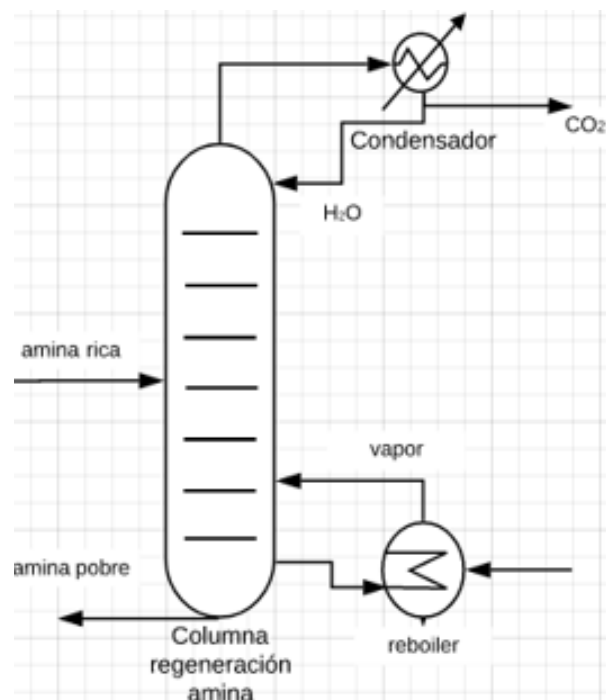 Condensador
CO₂
H₂O
amina rica
vapor
amina pobre
reboiler
Columna
regeneración
amina